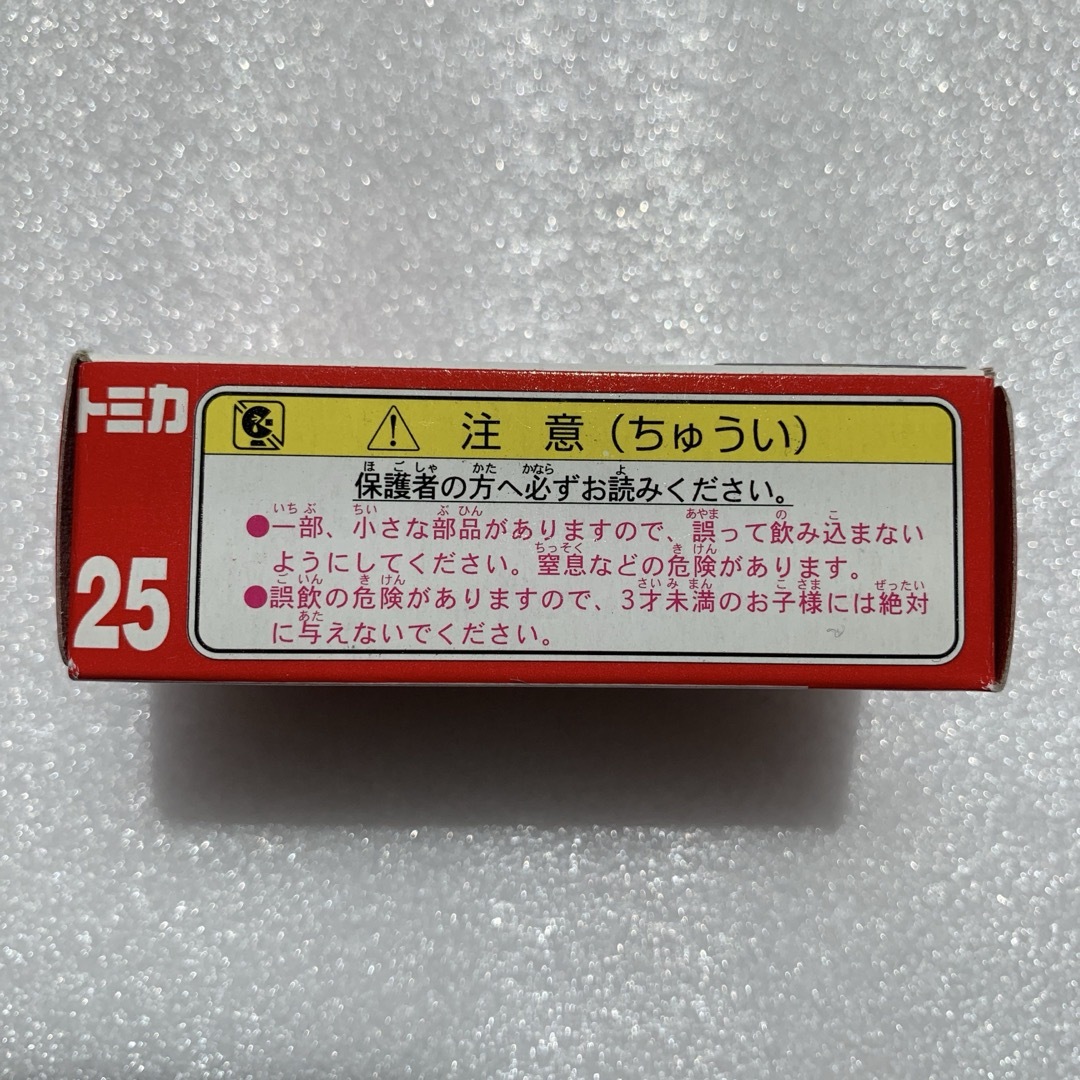 トミカ
25
注意(ちゅうい)
保護者の方へ必ずお読みください。
●一部、小さな部品がありますので、誤って飲み込まない
ようにしてください。窒息などの危険があります。
●誤飲の危険がありますので、3才未満のお子様には絶対
に与えないでください。